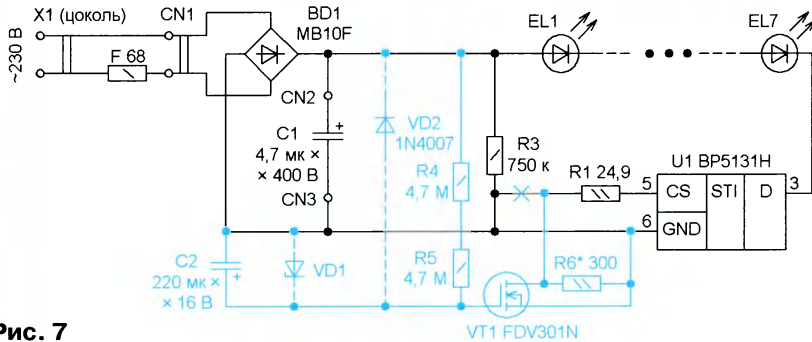 X1 (цоколь)
CN1
BD1
MB10F
EL1
EL7
~230 В
F 68
CN2
C1
4,7 мк ×
× 400 В
CN3
VD2
1N4007
R4
4,7 М
R3
750 к
R1 24,9
U1 BP5131H
5
CS
STI
D
3
6
GND
C2
220 мк ×
× 16 В
VD1
R5
4,7 М
R6* 300
VT1 FDV301N
Рис. 7